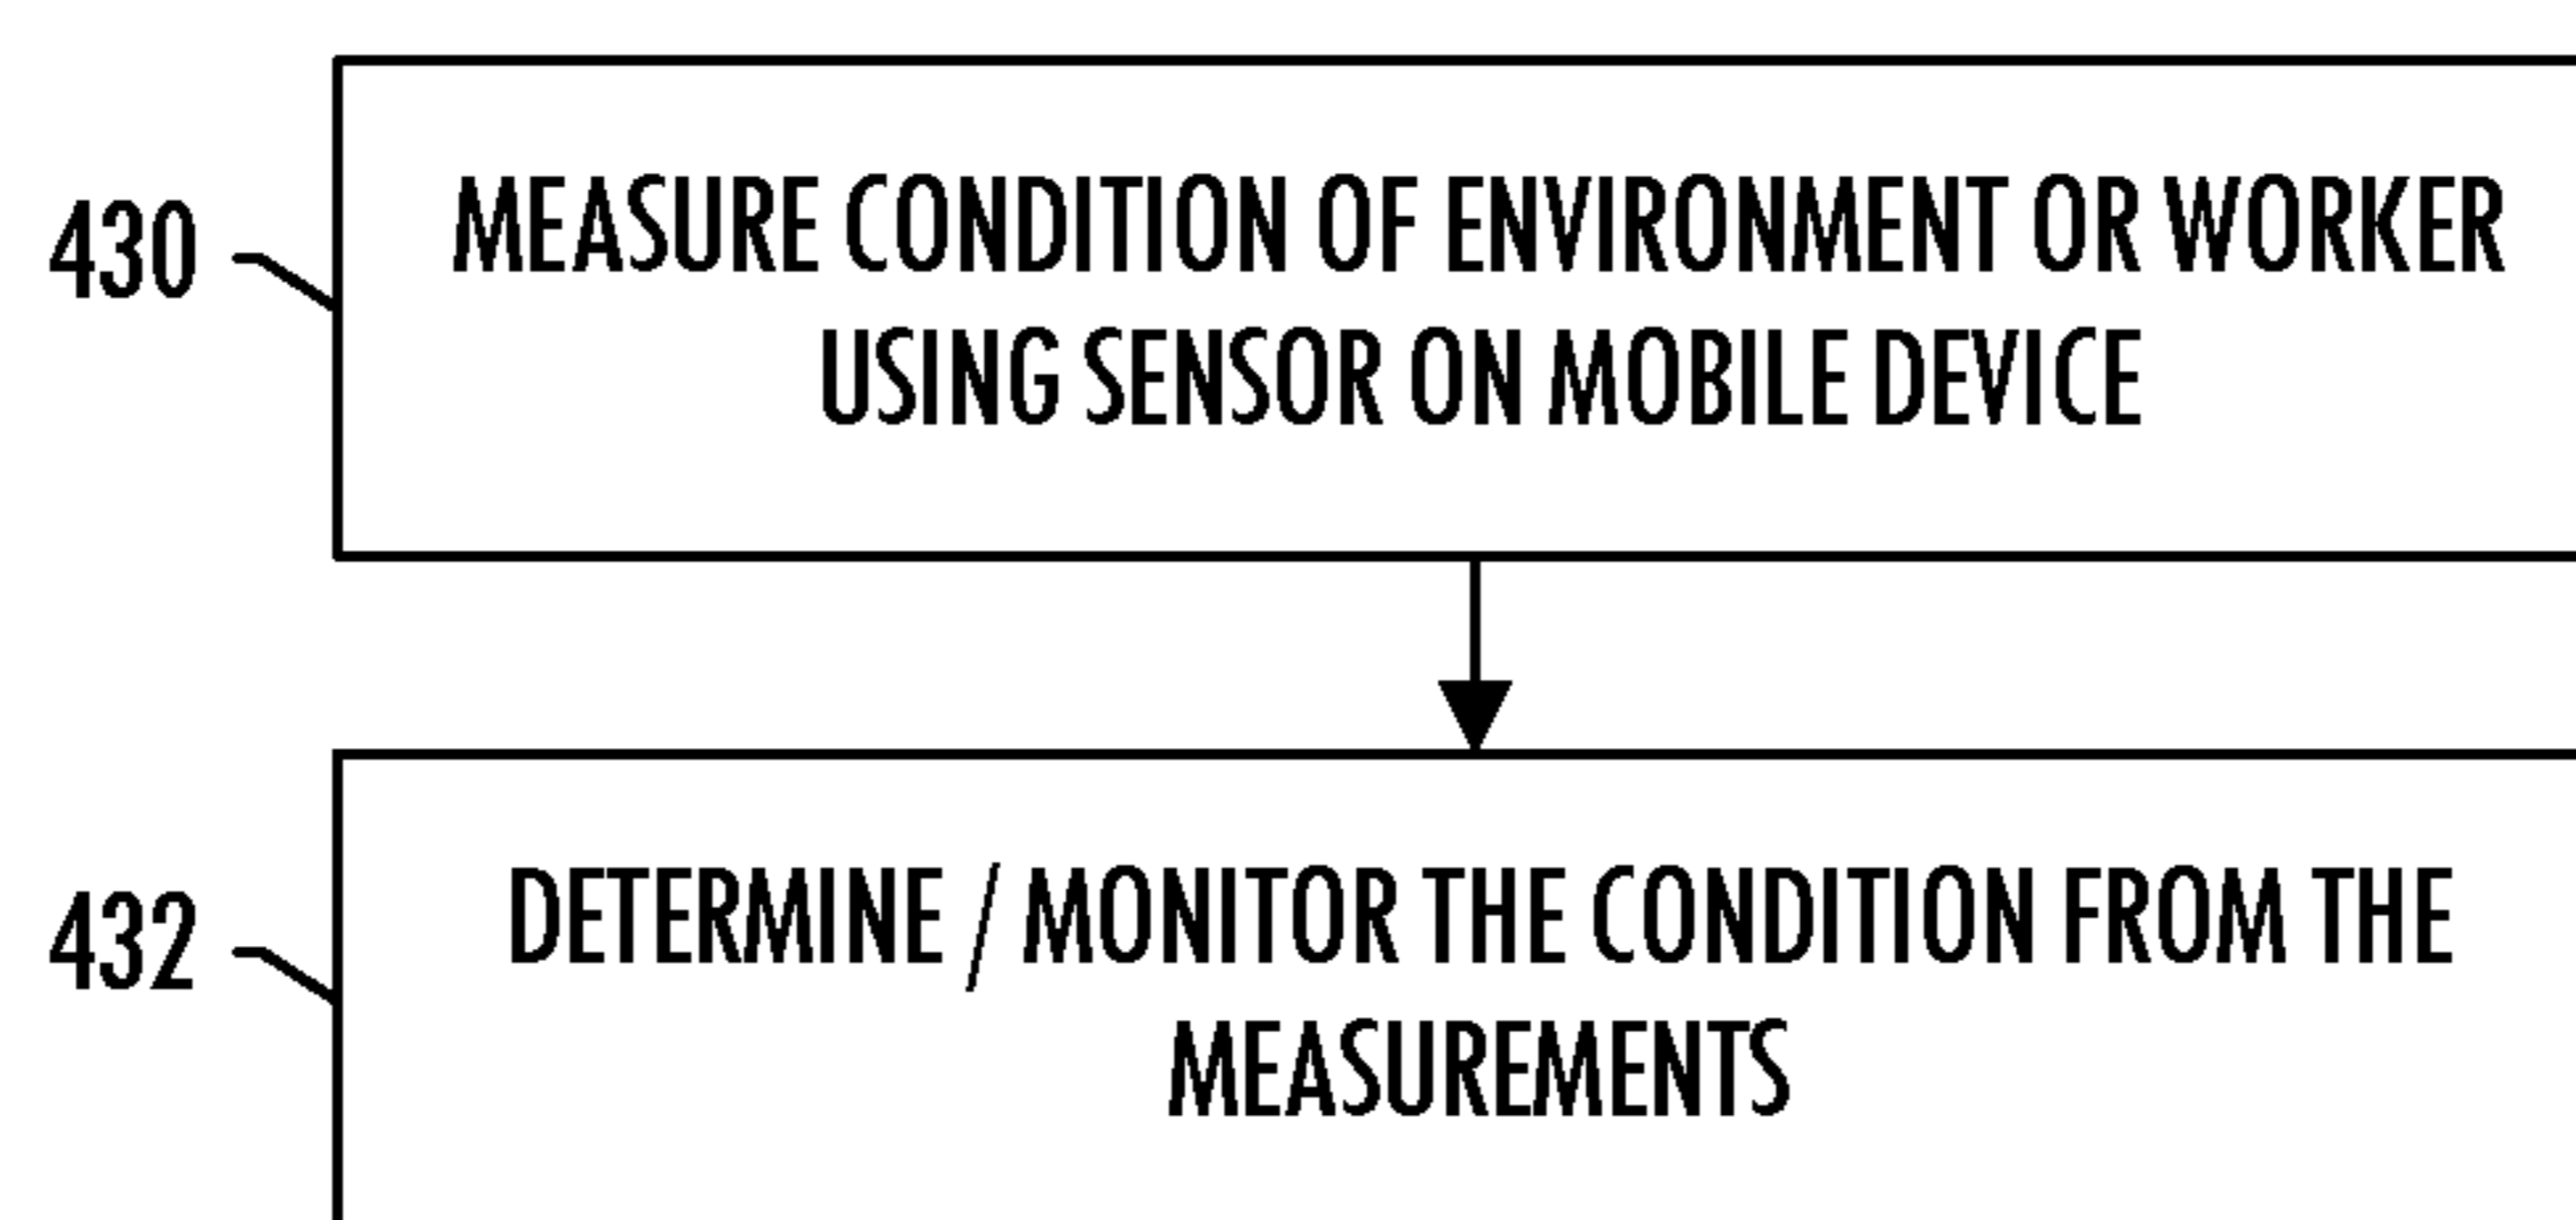 430
MEASURE CONDITION OF ENVIRONMENT OR WORKER
USING SENSOR ON MOBILE DEVICE
432
DETERMINE / MONITOR THE CONDITION FROM THE
MEASUREMENTS